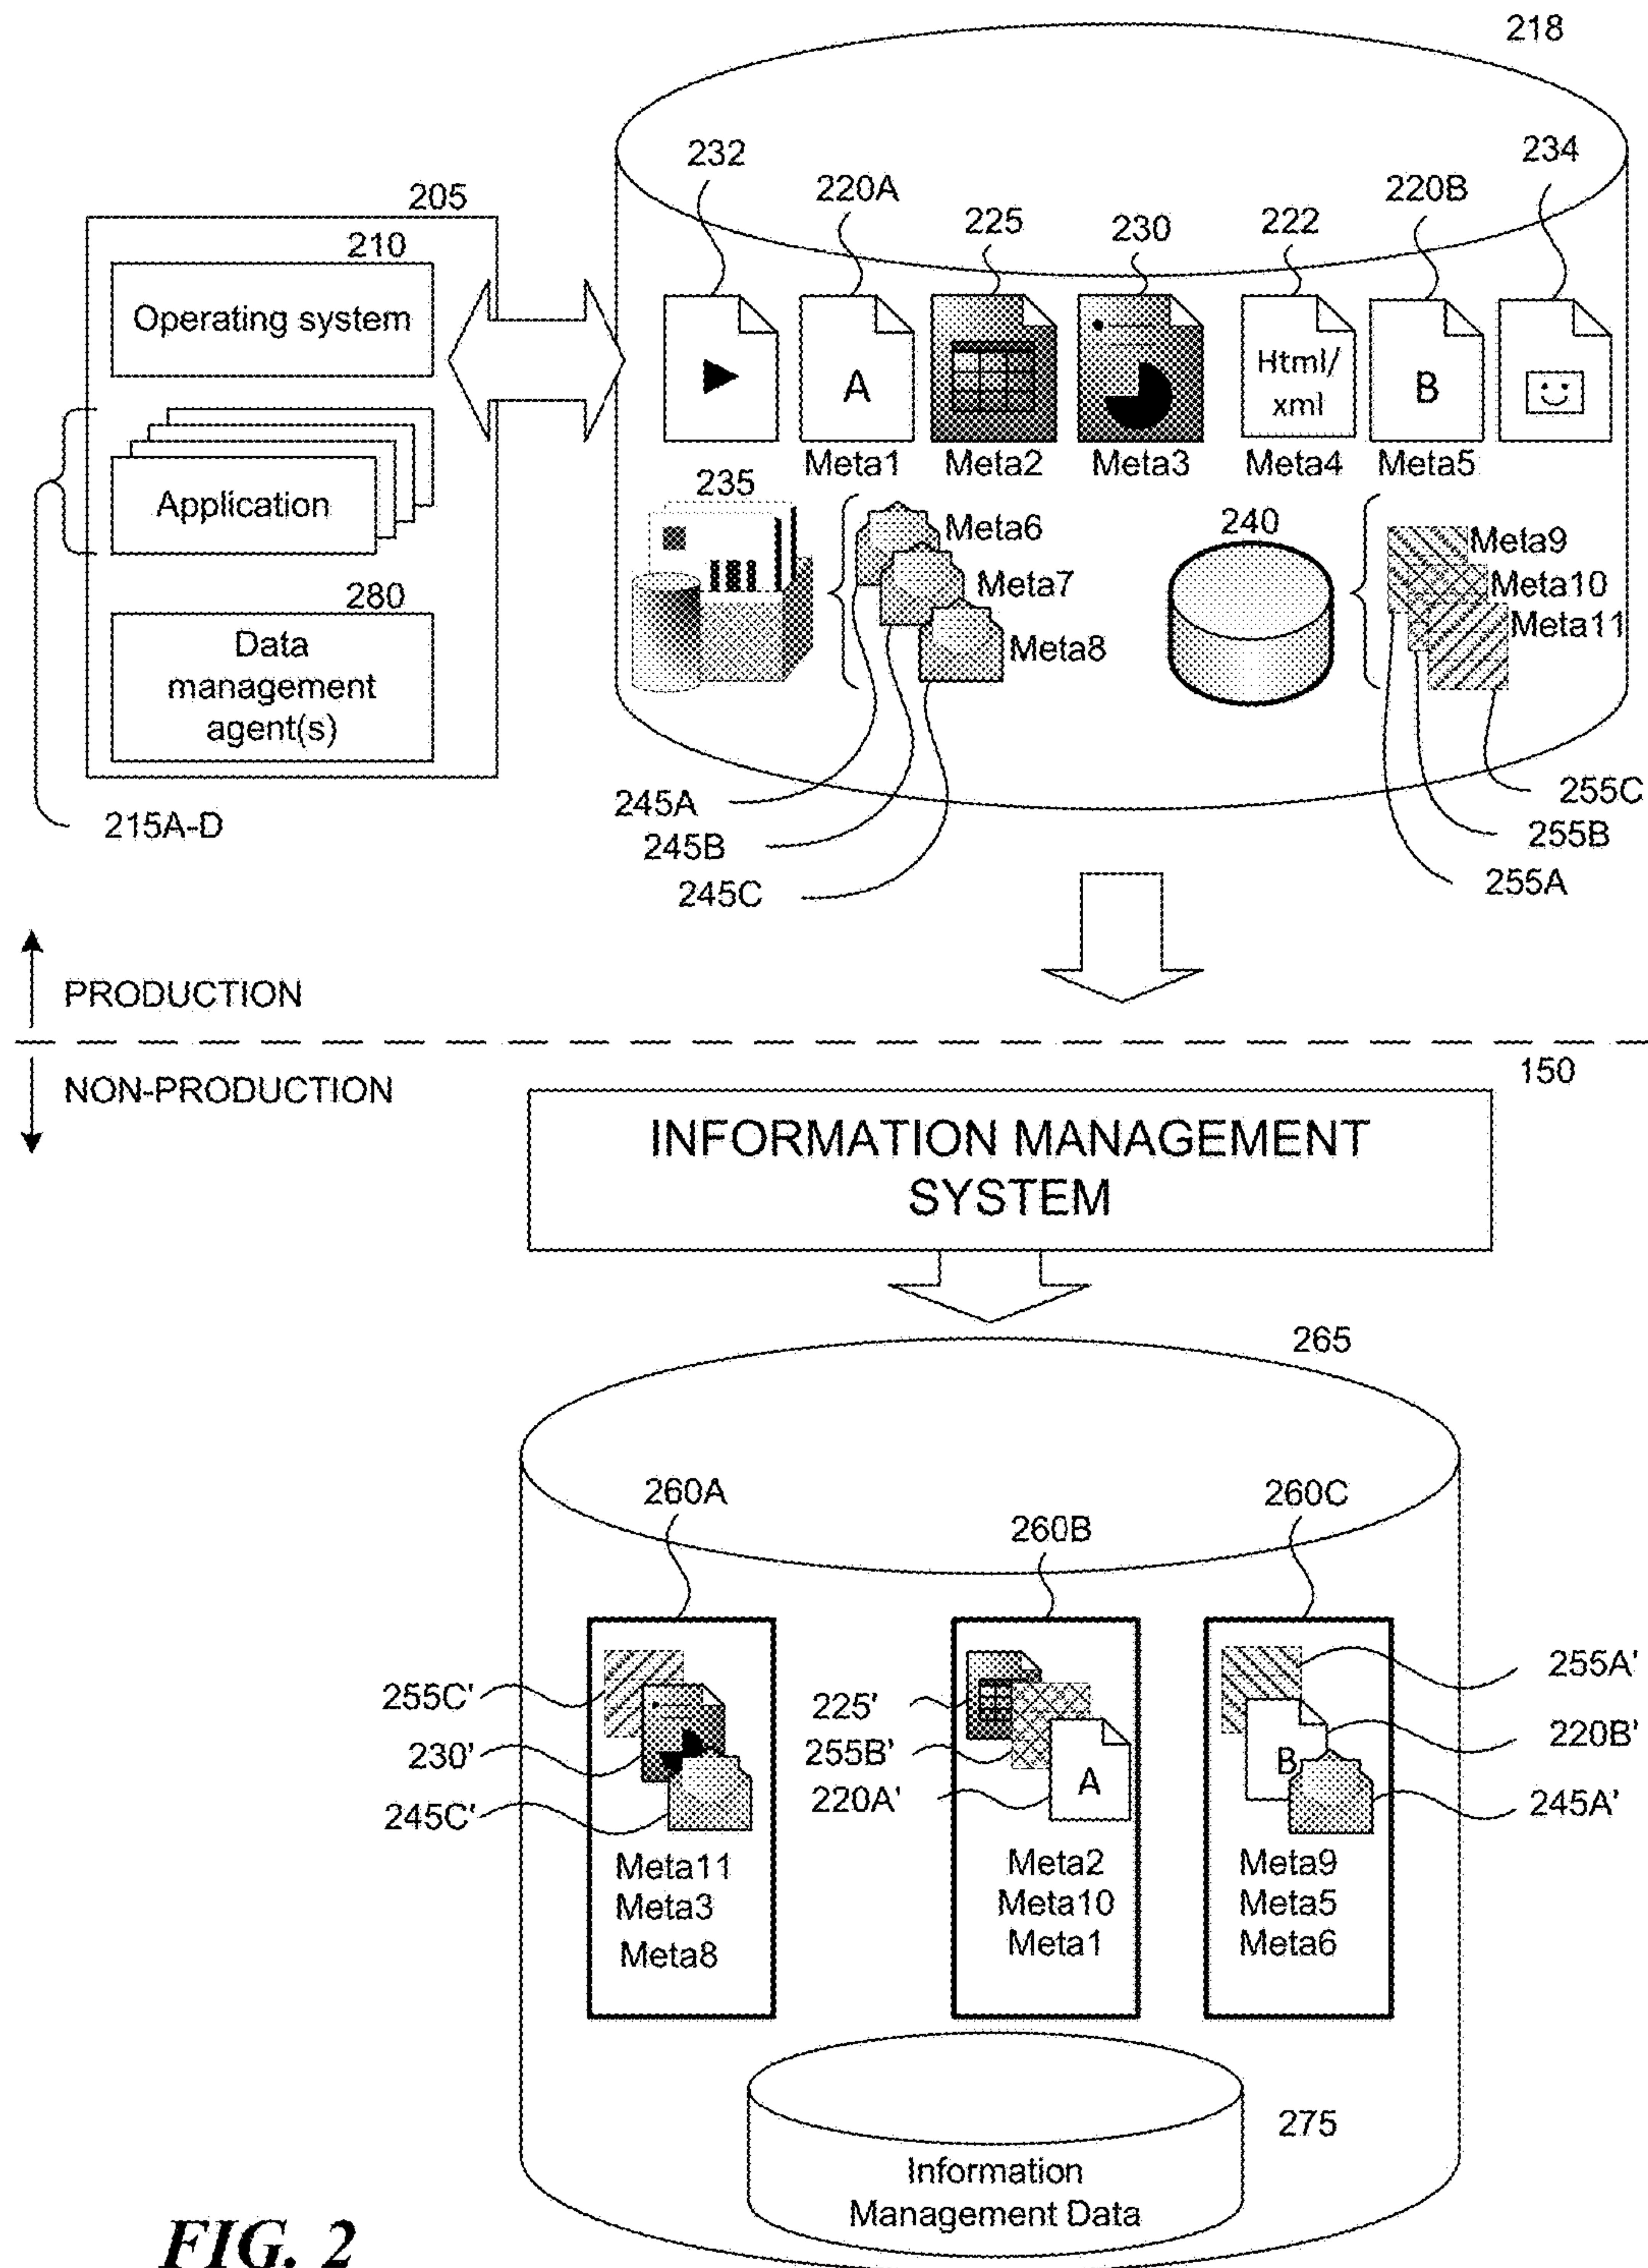 218
232
220A
225
230
222
220B
234
205
210
Operating system
Application
280
Data
management
agent(s)
215A-D
A
Html/
xml
B
Meta1
Meta2
Meta3
Meta4
Meta5
235
Meta6
Meta7
Meta8
240
Meta9
Meta10
Meta11
245A
245B
245C
255C
255B
255A
PRODUCTION
NON-PRODUCTION
150
INFORMATION MANAGEMENT
SYSTEM
265
260A
260B
260C
255C'
230'
245C'
225'
255B'
220A'
A
B
255A'
220B'
245A'
Meta11
Meta3
Meta8
Meta2
Meta10
Meta1
Meta9
Meta5
Meta6
275
Information
Management Data
FIG. 2